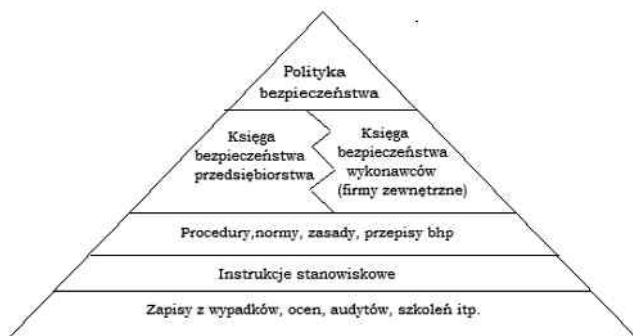 Polityka
bezpieczeństwa
Księga
bezpieczeństwa
przedsiębiorstwa
Księga
bezpieczeństwa
wykonawców
(firmy zewnętrzne)
Procedury,normy, zasady, przepisy bhp
Instrukcje stanowiskowe
Zapisy z wypadków, ocen, audytów, szkoleń itp.